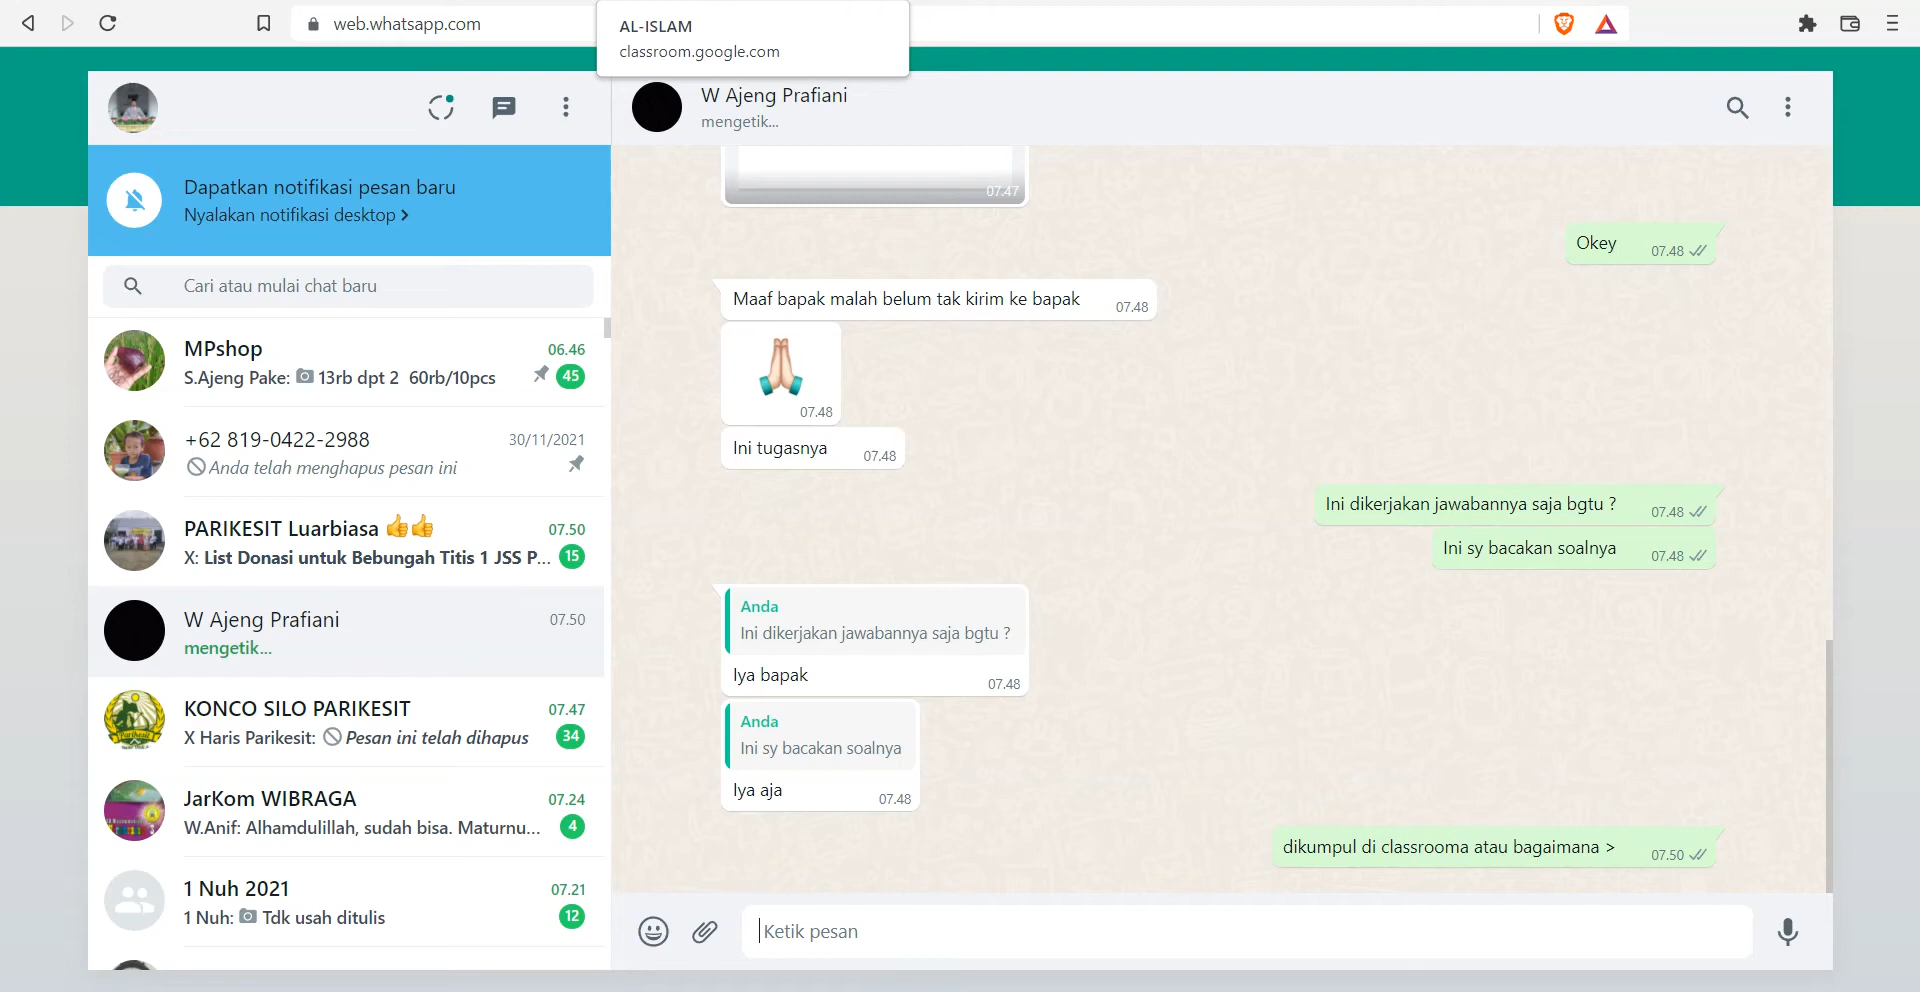 web.whatsapp.com
AL-ISLAM
classroom.google.com
W Ajeng Prafiani
mengetik...
Dapatkan notifikasi pesan baru
Nyalakan notifikasi desktop >
Cari atau mulai chat baru
MPshop
06.46
S.Ajeng Pake: 13rb dpt 2 60rb/10pcs
45
+62 819-0422-2988
30/11/2021
Anda telah menghapus pesan ini
PARIKESIT Luarbiasa 👍👍
07.50
X: List Donasi untuk Bebungah Titis 1 JSS P...
15
W Ajeng Prafiani
07.50
mengetik...
KONCO SILO PARIKESIT
07.47
X Haris Parikesit: Pesan ini telah dihapus
34
JarKom WIBRAGA
07.24
W.Anif: Alhamdulillah, sudah bisa. Maturnu...
4
1 Nuh 2021
07.21
1 Nuh: Tdk usah ditulis
12
07.47
Okey 07.48
Maaf bapak malah belum tak kirim ke bapak 07.48
🙏🏻
07.48
Ini tugasnya 07.48
Ini dikerjakan jawabannya saja bgtu ? 07.48
Ini sy bacakan soalnya 07.48
Anda
Ini dikerjakan jawabannya saja bgtu ?
Iya bapak 07.48
Anda
Ini sy bacakan soalnya
Iya aja 07.48
dikumpul di classrooma atau bagaimana > 07.50
Ketik pesan